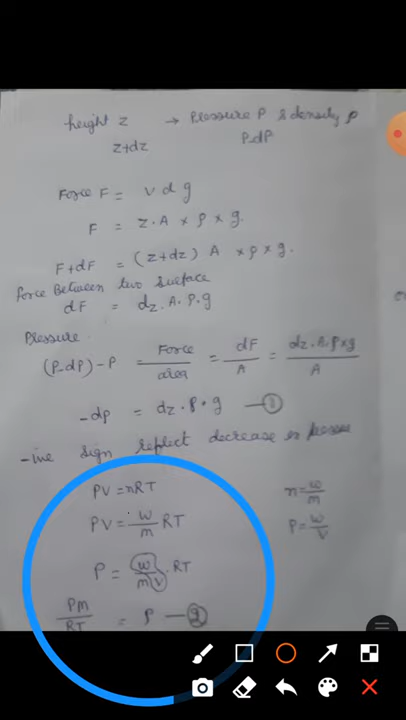 height z → Pressure P & density ρ
z+dz P-dP
Force F = v d g
F = z·A × ρ × g.
F+dF = (z+dz) A × ρ × g.
force Between two surface
dF = dz. A. ρ. g
Pressure.
(P-dP)-P = Force/area = dF/A = dz.A.ρ×g/A
-dp = dz·ρ·g —①
-ive sign reflect decrease in
PV = nRT n = w/m
PV = w/m RT ρ = w/v
P = w/mv · RT
PM/RT = ρ —②